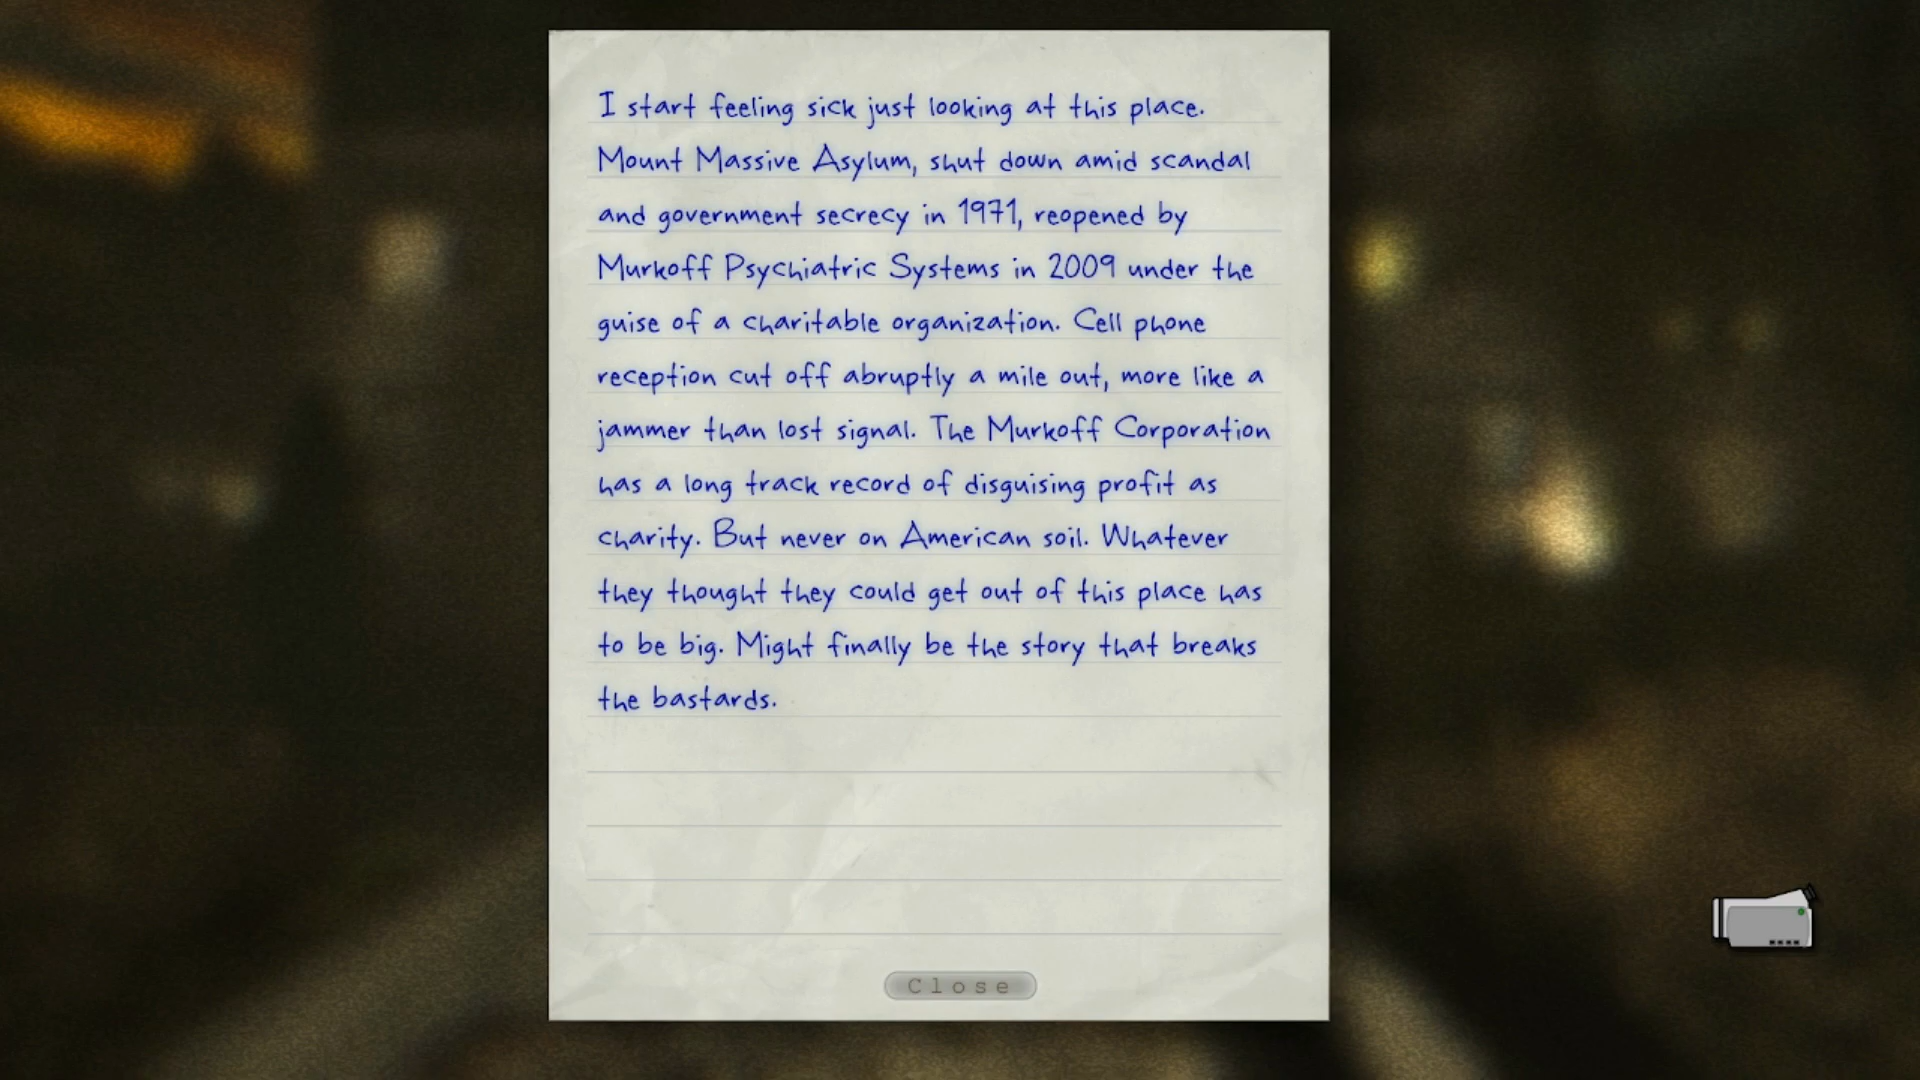 I start feeling sick just looking at this place.
Mount Massive Asylum, shut down amid scandal
and government secrecy in 1971, reopened by
Murkoff Psychiatric Systems in 2009 under the
guise of a charitable organization. Cell phone
reception cut off abruptly a mile out, more like a
jammer than lost signal. The Murkoff Corporation
has a long track record of disguising profit as
charity. But never on American soil. Whatever
they thought they could get out of this place has
to be big. Might finally be the story that breaks
the bastards.
Close